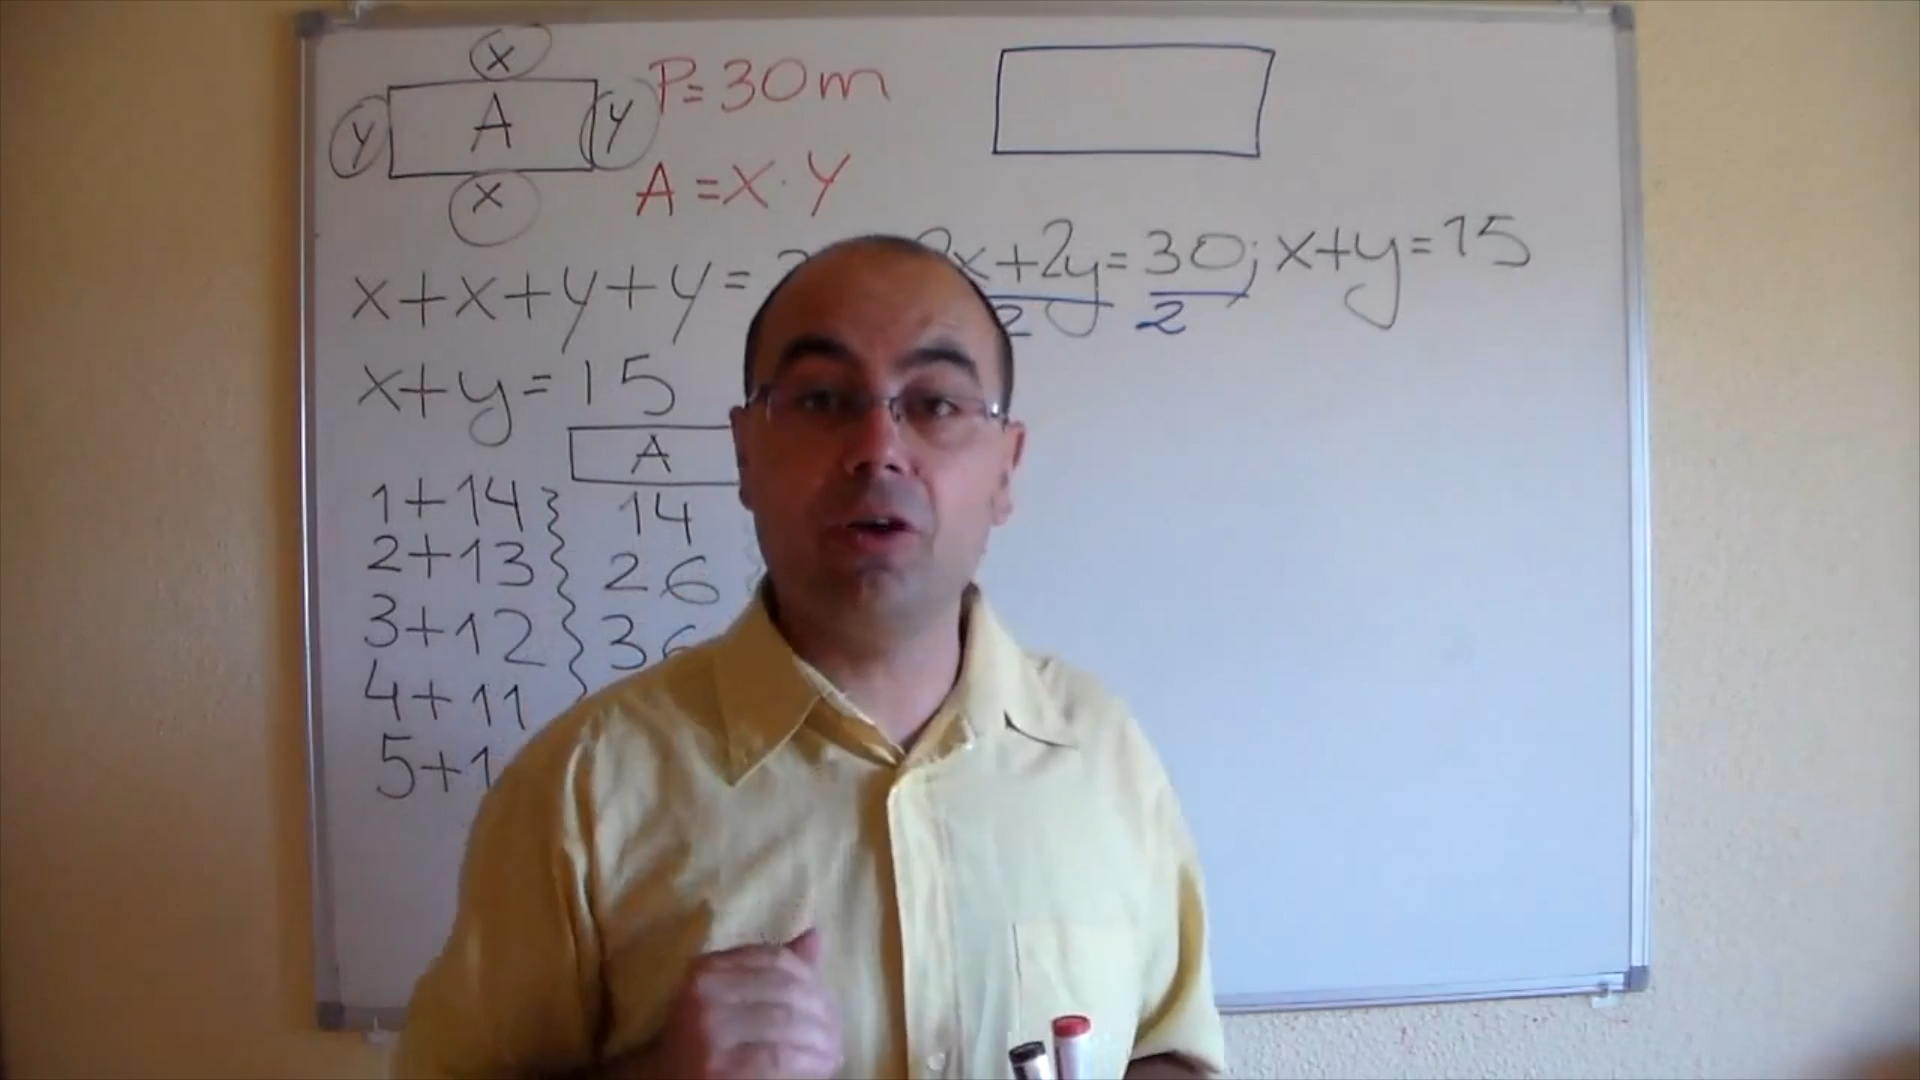 x
y A y
x
P=30m
A=X·Y
x+x+y+y=
x+2y=30; x+y=15
2 2
x+y=15
A
1+14 14
2+13 26
3+12 36
4+11
5+1